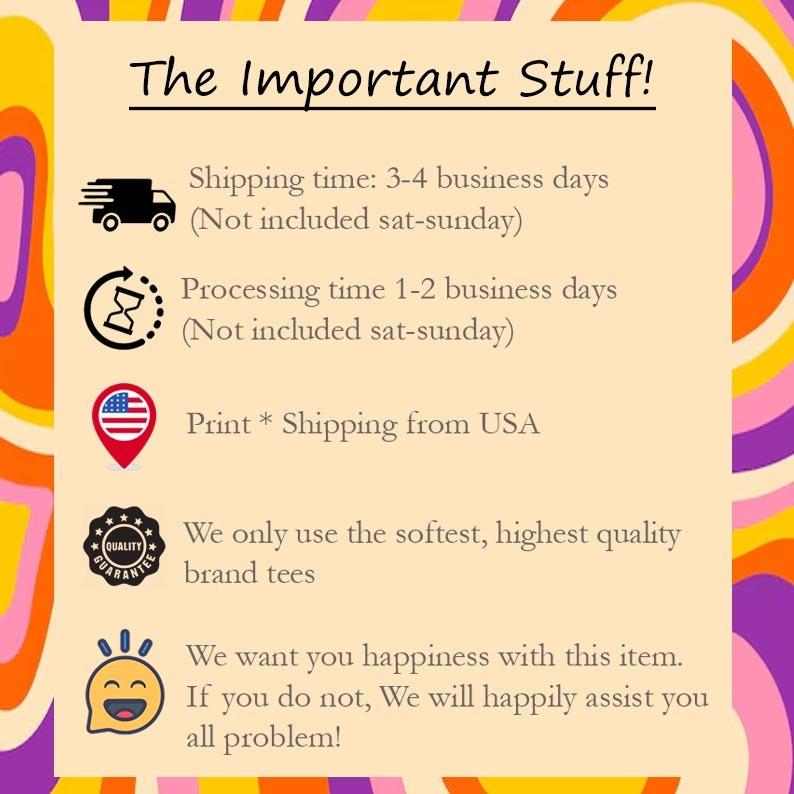 The Important Stuff!
Shipping time: 3-4 business days
(Not included sat-sunday)
Processing time 1-2 business days
(Not included sat-sunday)
Print * Shipping from USA
QUALITY
GUARANTEE
We only use the softest, highest quality
brand tees
We want you happiness with this item.
If you do not, We will happily assist you
all problem!